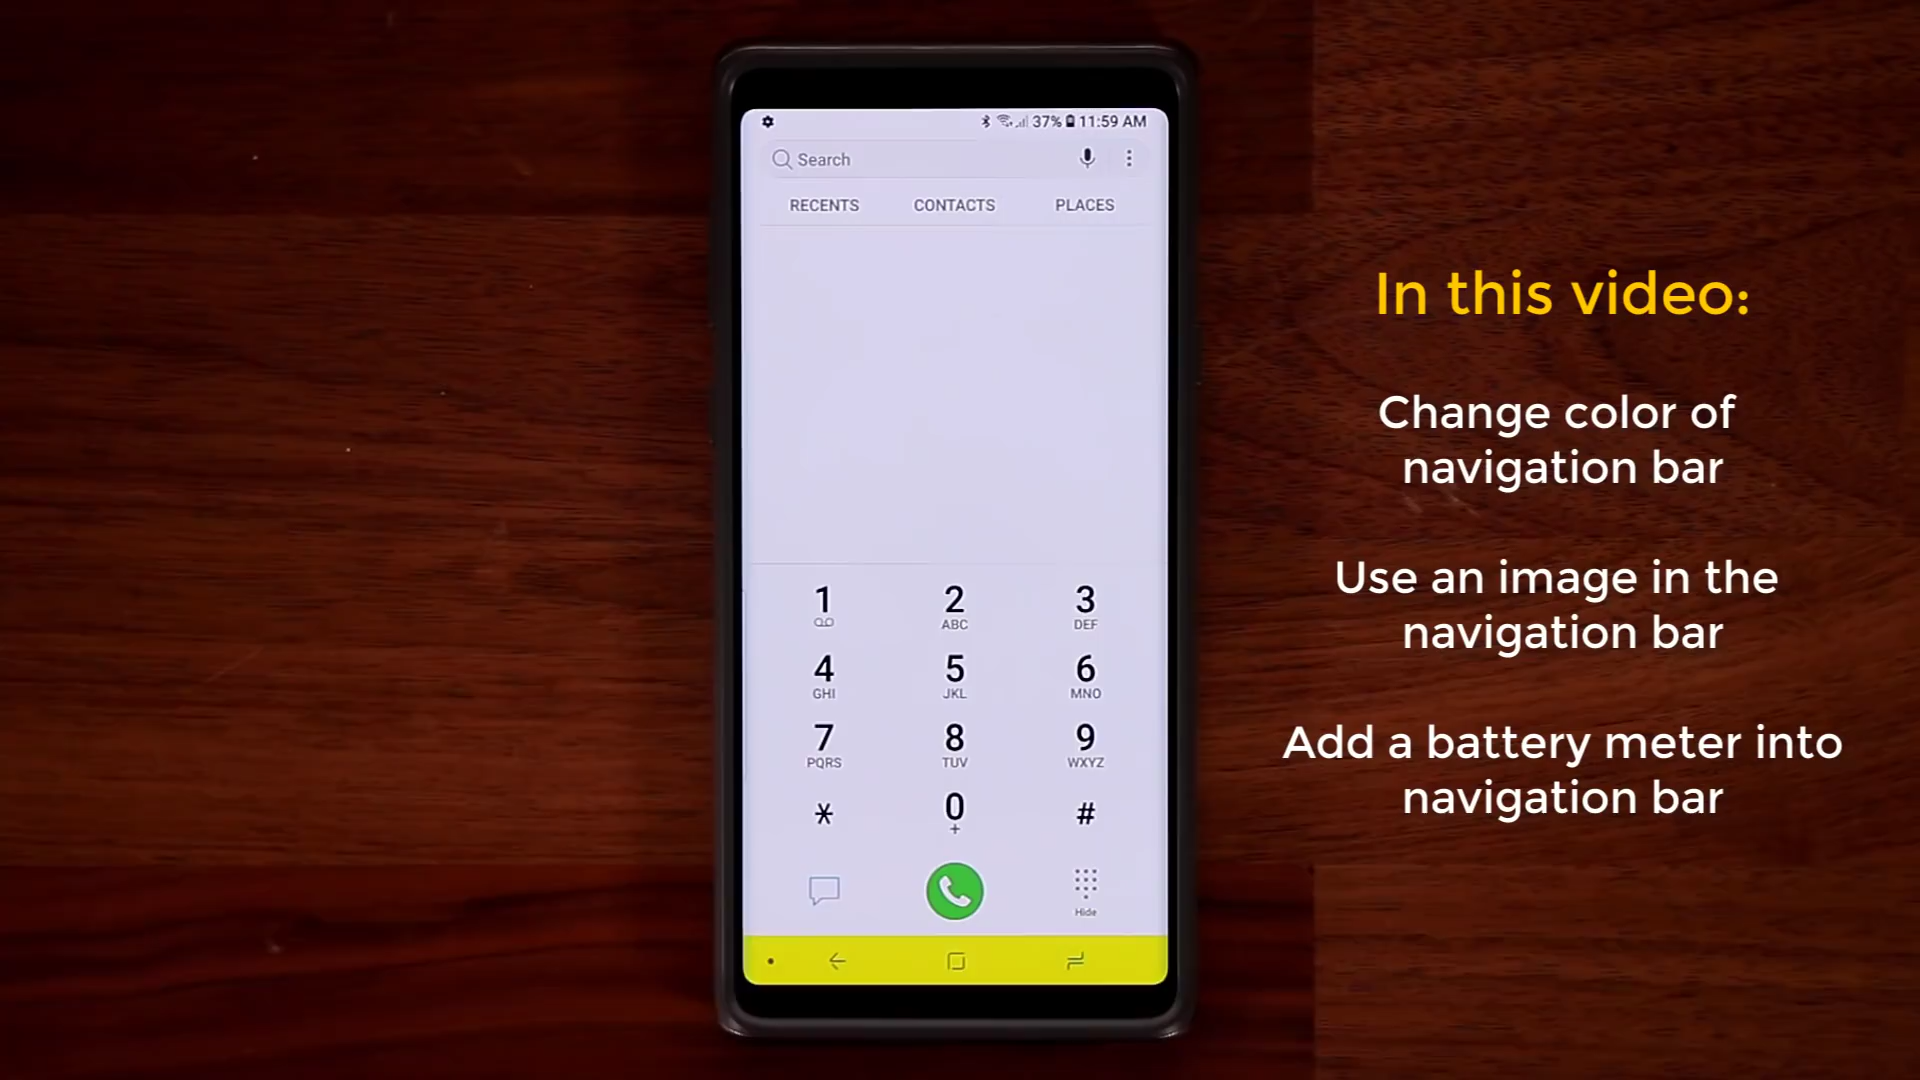 37% 11:59 AM
Search
RECENTS CONTACTS PLACES
1 2 3
ABC DEF
4 5 6
GHI JKL MNO
7 8 9
PQRS TUV WXYZ
* 0 #
+
Hide
In this video:
Change color of
navigation bar
Use an image in the
navigation bar
Add a battery meter into
navigation bar